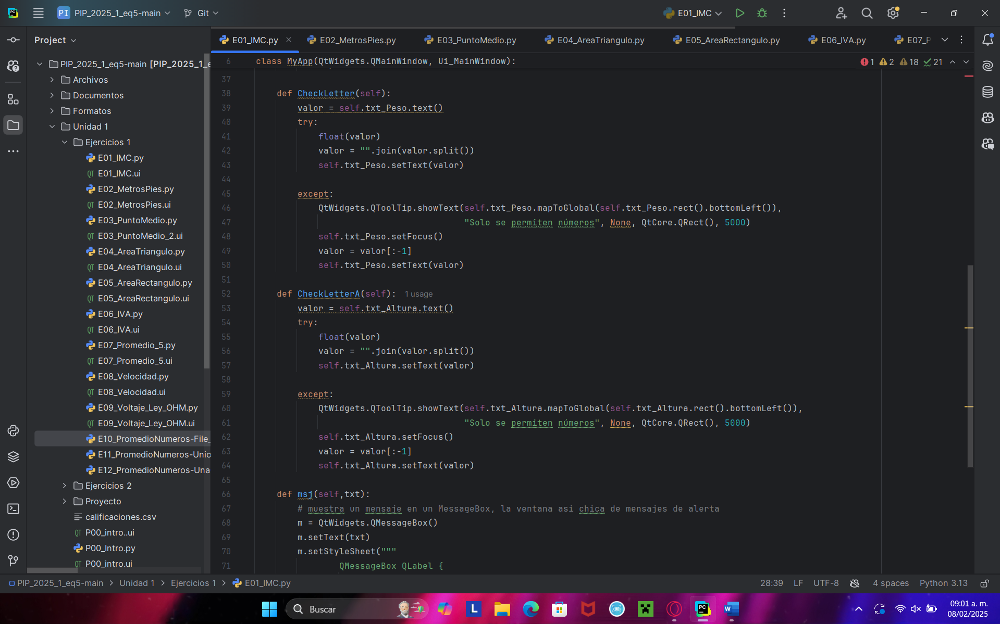 PI PIP_2025_1_eq5-main Git E01_IMC
Project
E01_IMC.py E02_MetrosPies.py E03_PuntoMedio.py E04_AreaTriangulo.py E05_AreaRectangulo.py E06_IVA.py E07_P
PIP_2025_1_eq5-main [PIP_2025_1_e
Archivos
Documentos
Formatos
Unidad 1
Ejercicios 1
E01_IMC.py
E01_IMC.ui
E02_MetrosPies.py
E02_MetrosPies.ui
E03_PuntoMedio.py
E03_PuntoMedio_2.ui
E04_AreaTriangulo.py
E04_AreaTriangulo.ui
E05_AreaRectangulo.py
E05_AreaRectangulo.ui
E06_IVA.py
E06_IVA.ui
E07_Promedio_5.py
E07_Promedio_5.ui
E08_Velocidad.py
E08_Velocidad.ui
E09_Voltaje_Ley_OHM.py
E09_Voltaje_Ley_OHM.ui
E10_PromedioNumeros-File_
E11_PromedioNumeros-Unio
E12_PromedioNumeros-Una
Ejercicios 2
Proyecto
calificaciones.csv
P00_intro..ui
P00_Intro.py
P00_intro.ui
6 class MyApp(QtWidgets.QMainWindow, Ui_MainWindow): 1 2 18 21
37
38 def CheckLetter(self):
39 valor = self.txt_Peso.text()
40 try:
41 float(valor)
42 valor = "".join(valor.split())
43 self.txt_Peso.setText(valor)
44
45 except:
46 QtWidgets.QToolTip.showText(self.txt_Peso.mapToGlobal(self.txt_Peso.rect().bottomLeft()),
47 "Solo se permiten números", None, QtCore.QRect(), 5000)
48 self.txt_Peso.setFocus()
49 valor = valor[:-1]
50 self.txt_Peso.setText(valor)
51
52 def CheckLetterA(self): 1 usage
53 valor = self.txt_Altura.text()
54 try:
55 float(valor)
56 valor = "".join(valor.split())
57 self.txt_Altura.setText(valor)
58
59 except:
60 QtWidgets.QToolTip.showText(self.txt_Altura.mapToGlobal(self.txt_Altura.rect().bottomLeft()),
61 "Solo se permiten números", None, QtCore.QRect(), 5000)
62 self.txt_Altura.setFocus()
63 valor = valor[:-1]
64 self.txt_Altura.setText(valor)
65
66 def msj(self,txt):
67 # muestra un mensaje en un MessageBox, la ventana asi chica de mensajes de alerta
68 m = QtWidgets.QMessageBox()
69 m.setText(txt)
70 m.setStyleSheet("""
71 QMessageBox QLabel {
PIP_2025_1_eq5-main > Unidad 1 > Ejercicios 1 > E01_IMC.py 28:39 LF UTF-8 4 spaces Python 3.13
Buscar
09:01 a. m.
08/02/2025